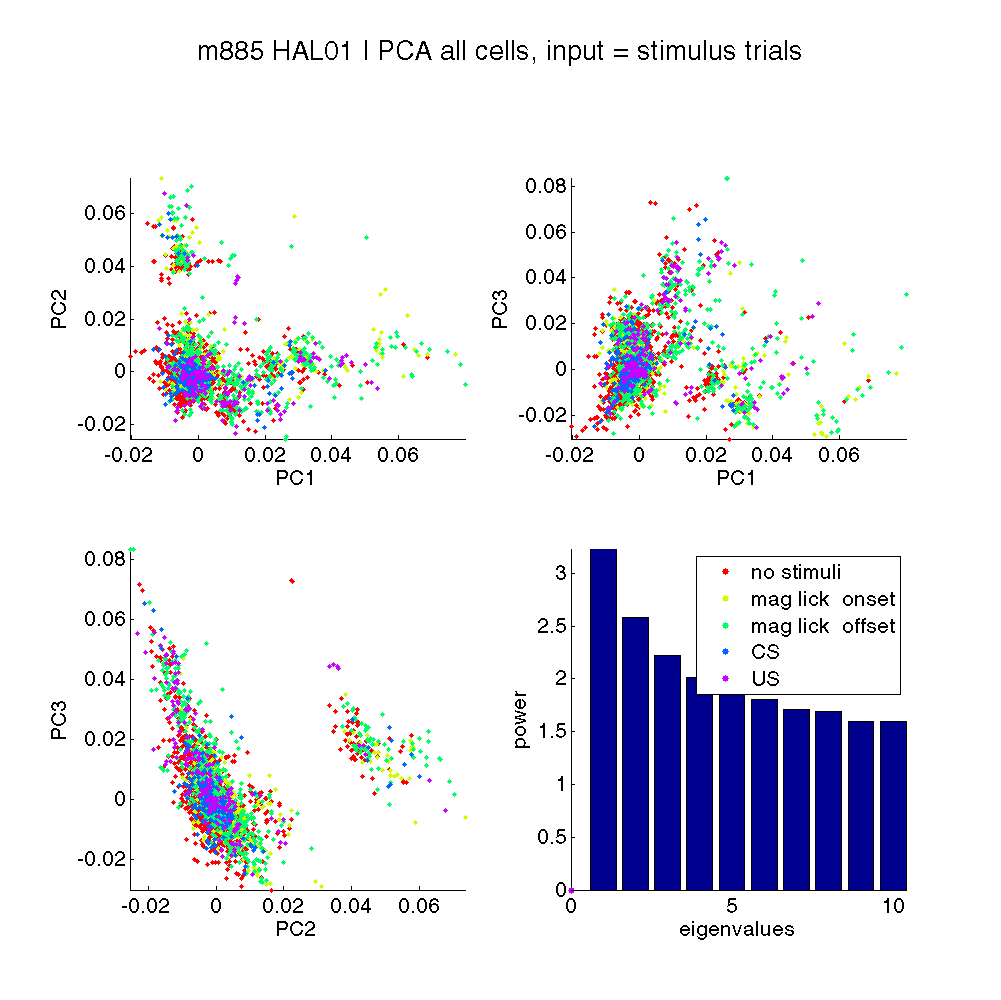 m885 HAL01 | PCA all cells, input = stimulus trials
0.06
0.04
0.02
0
-0.02
PC2
-0.02 0 0.02 0.04 0.06
PC1
0.08
0.06
0.04
0.02
0
-0.02
PC3
-0.02 0 0.02 0.04 0.06
PC1
0.08
0.06
0.04
0.02
0
-0.02
PC3
-0.02 0 0.02 0.04 0.06
PC2
3
2.5
2
1.5
1
0.5
0
power
no stimuli
mag lick onset
mag lick offset
CS
US
0 5 10
eigenvalues